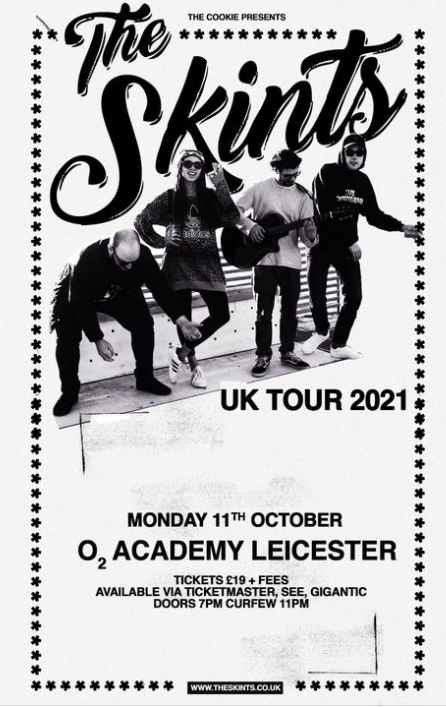 THE COOKIE PRESENTS
The
Skints
adidas
UK TOUR 2021
MONDAY 11TH OCTOBER
O2 ACADEMY LEICESTER
TICKETS £19 + FEES
AVAILABLE VIA TICKETMASTER, SEE, GIGANTIC
DOORS 7PM CURFEW 11PM
WWW.THESKINTS.CO.UK